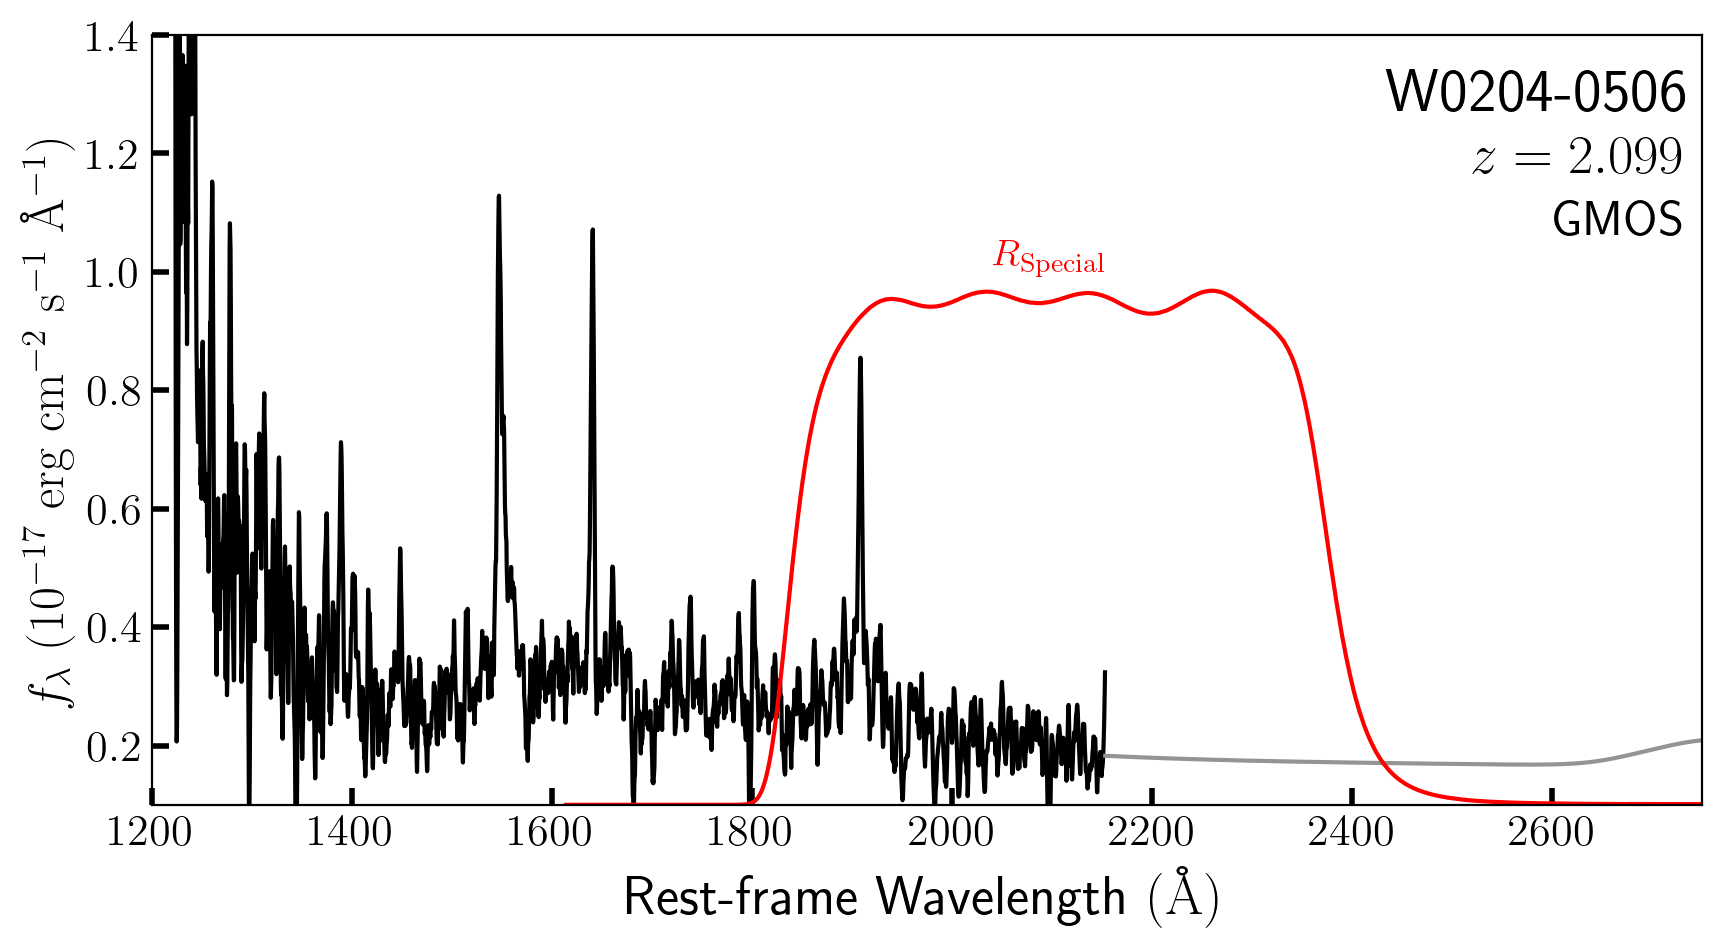 W0204-0506
z = 2.099
GMOS
R_Special
f_λ (10^−17 erg cm^−2 s^−1 Å^−1)
1.4
1.2
1.0
0.8
0.6
0.4
0.2
1200 1400 1600 1800 2000 2200 2400 2600
Rest-frame Wavelength (Å)